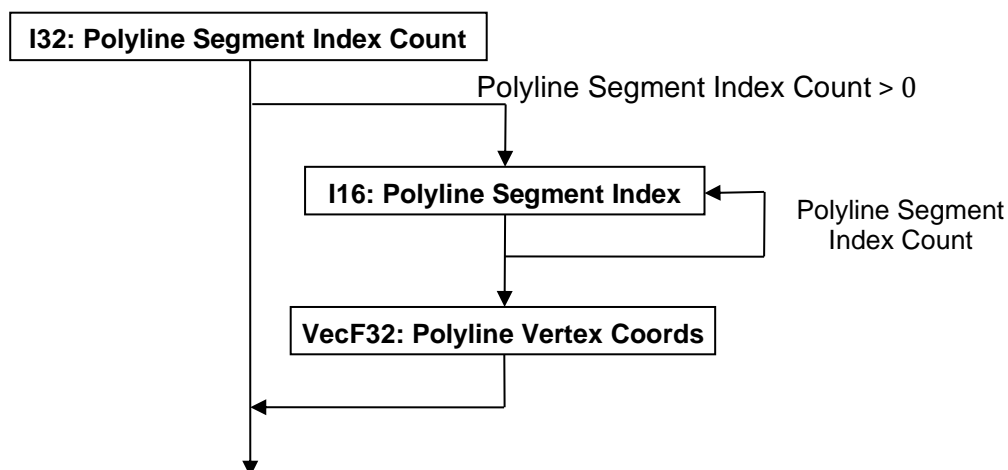 I32: Polyline Segment Index Count
Polyline Segment Index Count > 0
I16: Polyline Segment Index
Polyline Segment
Index Count
VecF32: Polyline Vertex Coords